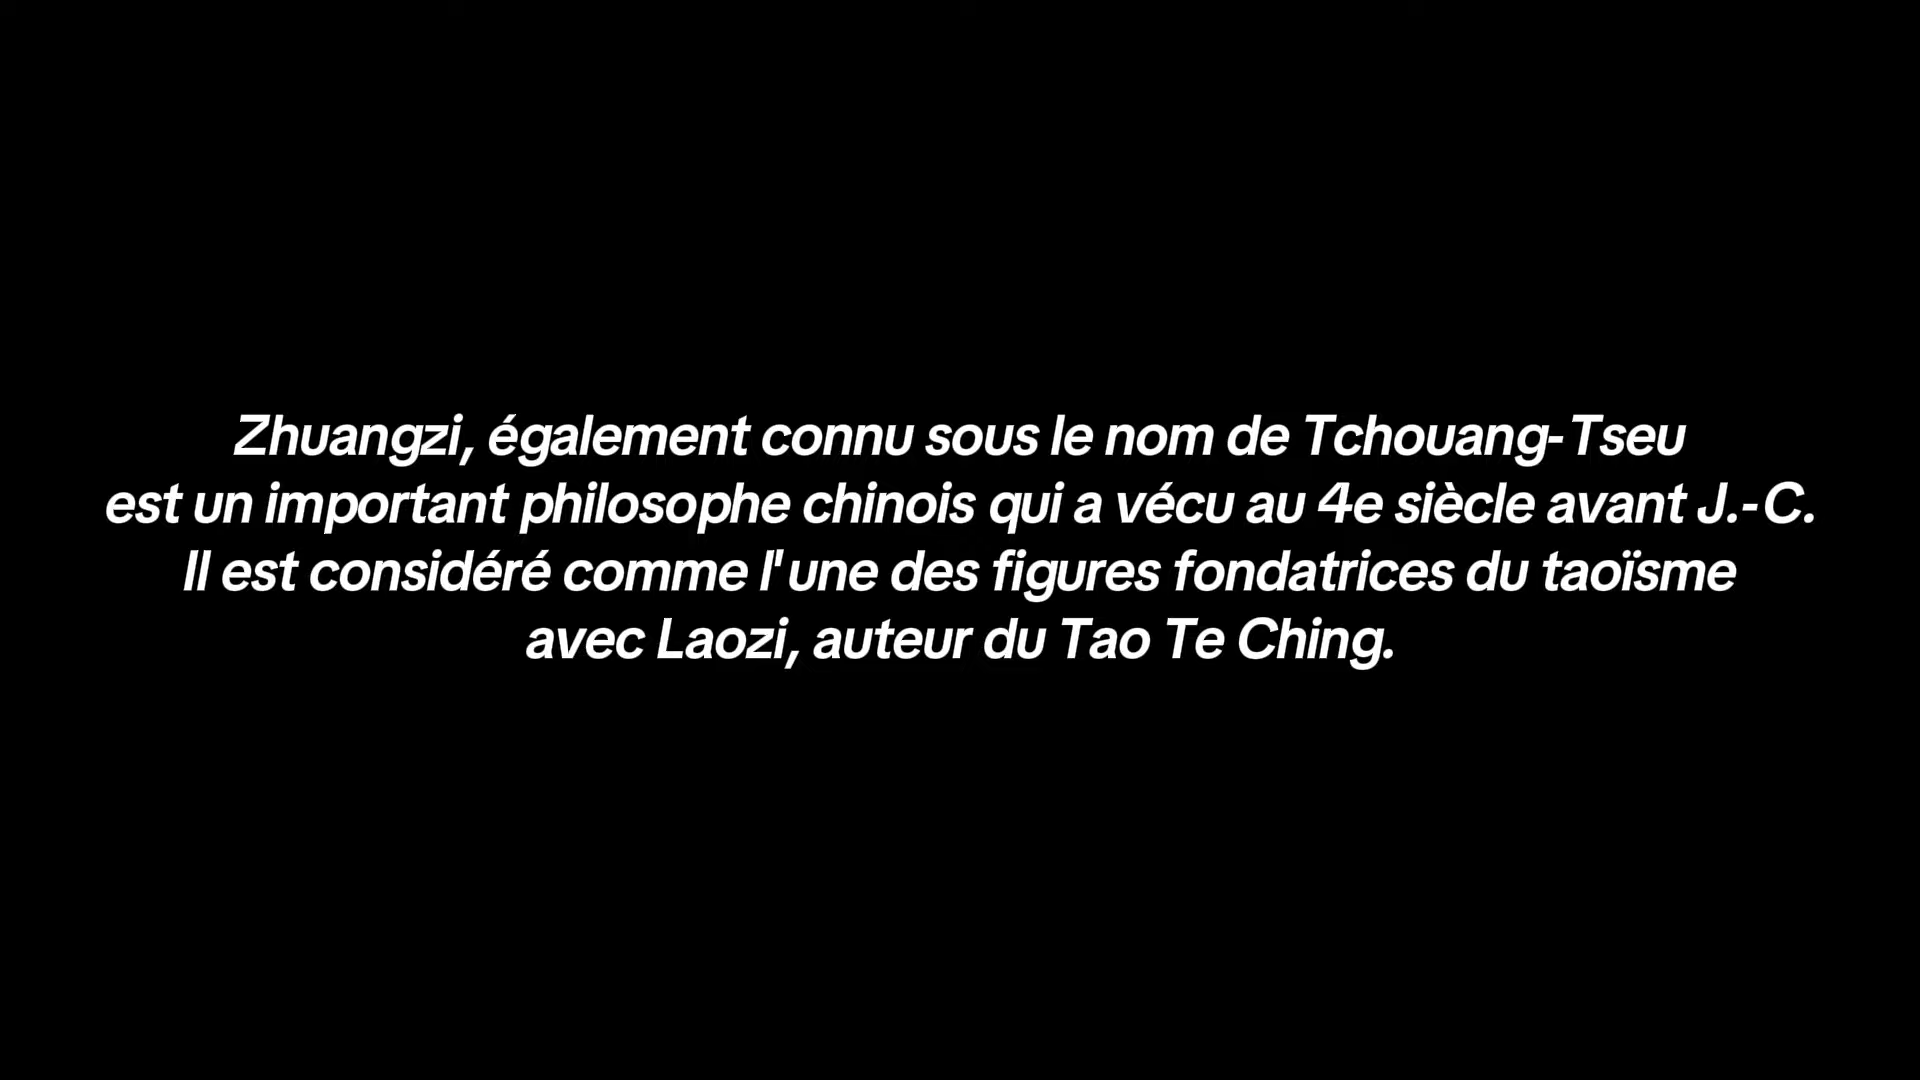 Zhuangzi, également connu sous le nom de Tchouang-Tseu
est un important philosophe chinois qui a vécu au 4e siècle avant J.-C.
Il est considéré comme l'une des figures fondatrices du taoïsme
avec Laozi, auteur du Tao Te Ching.